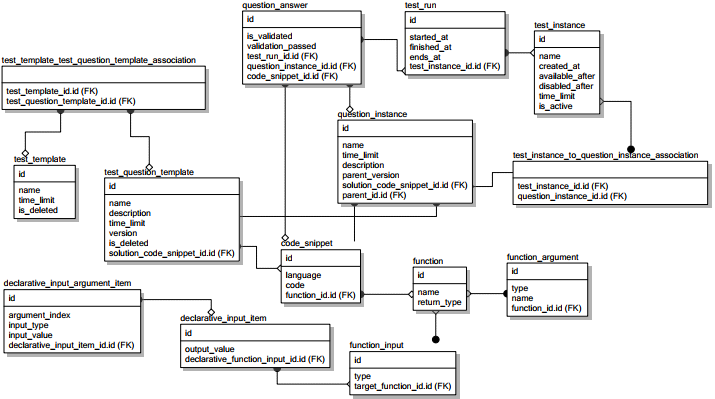 question_answer
id
is_validated
validation_passed
test_run_id.id (FK)
question_instance_id.id (FK)
code_snippet_id.id (FK)
test_run
id
started_at
finished_at
ends_at
test_instance_id.id (FK)
test_instance
id
name
created_at
available_after
disabled_after
time_limit
is_active
test_template_test_question_template_association
test_template_id.id (FK)
test_question_template_id.id (FK)
question_instance
id
name
time_limit
description
parent_version
solution_code_snippet_id.id (FK)
parent_id.id (FK)
test_instance_to_question_instance_association
test_instance_id.id (FK)
question_instance_id.id (FK)
test_template
id
name
time_limit
is_deleted
test_question_template
id
name
description
time_limit
version
is_deleted
solution_code_snippet_id.id (FK)
code_snippet
id
language
code
function_id.id (FK)
function
id
name
return_type
function_argument
id
type
name
function_id.id (FK)
declarative_input_argument_item
id
argument_index
input_type
input_value
declarative_input_item_id.id (FK)
declarative_input_item
id
output_value
declarative_function_input_id.id (FK)
function_input
id
type
target_function_id.id (FK)